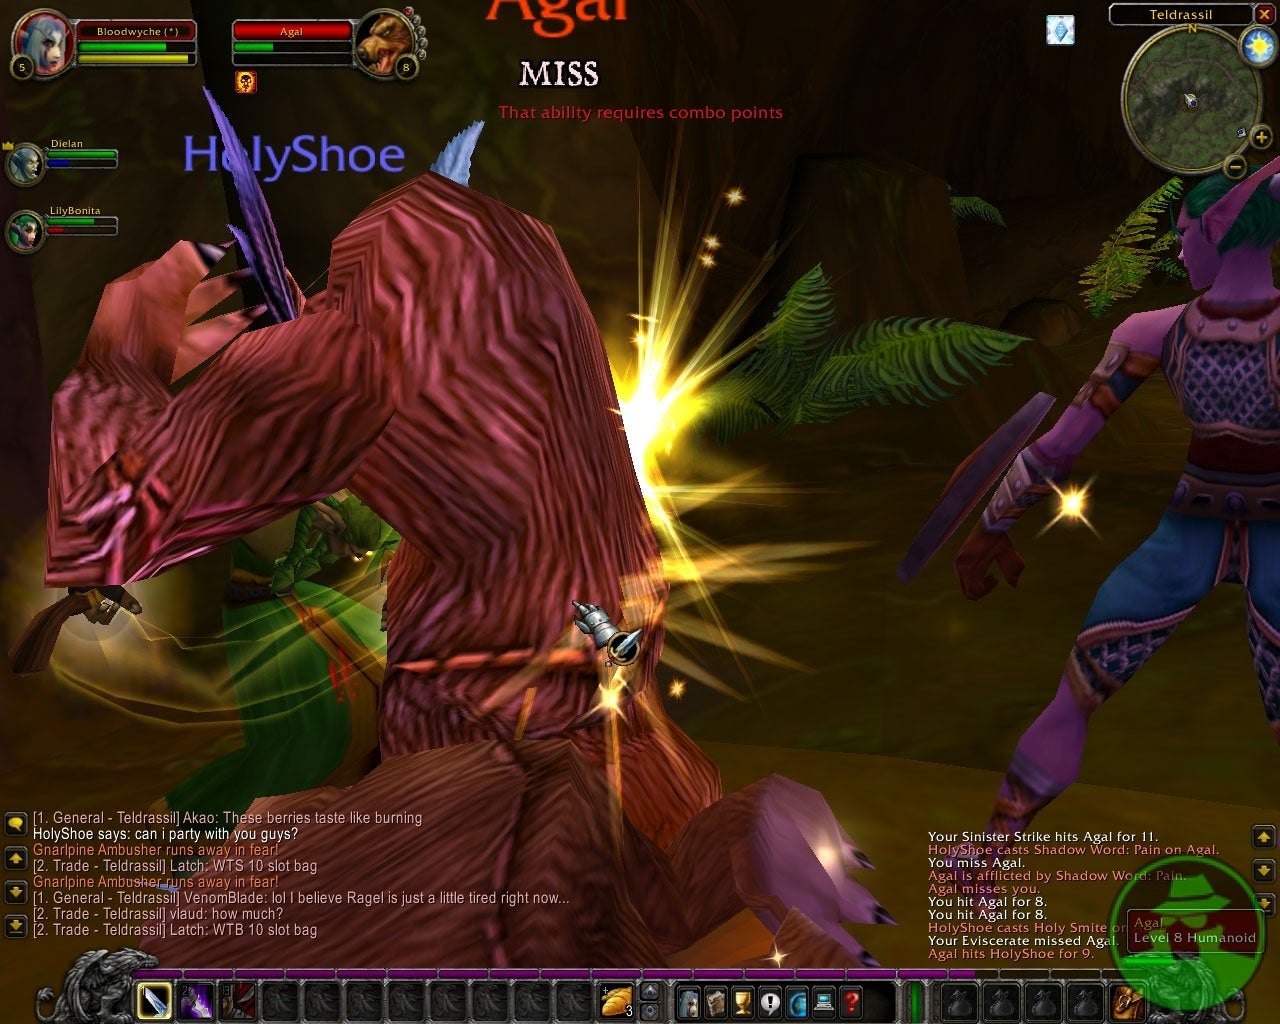 Bloodwyche (*)
5
Agal
8
Agal
MISS
That ability requires combo points
Teldrassil
N
Dielan
HolyShoe
LilyBonita
[1. General - Teldrassil] Akao: These berries taste like burning
HolyShoe says: can i party with you guys?
Gnarlpine Ambusher runs away in fear!
[2. Trade - Teldrassil] Latch: WTS 10 slot bag
Gnarlpine Ambusher runs away in fear!
[1. General - Teldrassil] VenomBlade: lol I believe Ragel is just a little tired right now...
[2. Trade - Teldrassil] vlaud: how much?
[2. Trade - Teldrassil] Latch: WTB 10 slot bag
Your Sinister Strike hits Agal for 11.
HolyShoe casts Shadow Word: Pain on Agal.
You miss Agal.
Agal is afflicted by Shadow Word: Pain.
Agal misses you.
You hit Agal for 8.
You hit Agal for 8.
HolyShoe casts Holy Smite on
Your Eviscerate missed Agal.
Agal hits HolyShoe for 9.
Agal
Level 8 Humanoid
2
3
3